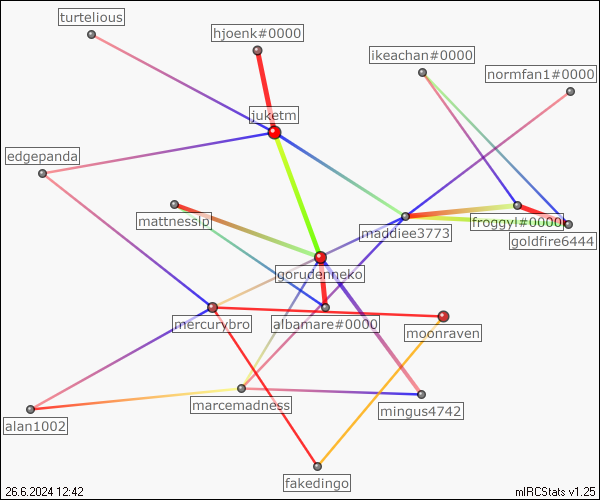 turtelious
hjoenk#0000
ikeachan#0000
normfan1#0000
juketm
edgepanda
mattnesslp
maddiee3773
froggyl#0000
goldfire6444
gorudenneko
mercurybro
albamare#0000
moonraven
marcemadness
mingus4742
alan1002
fakedingo
26.6.2024 12:42
mIRCStats v1.25